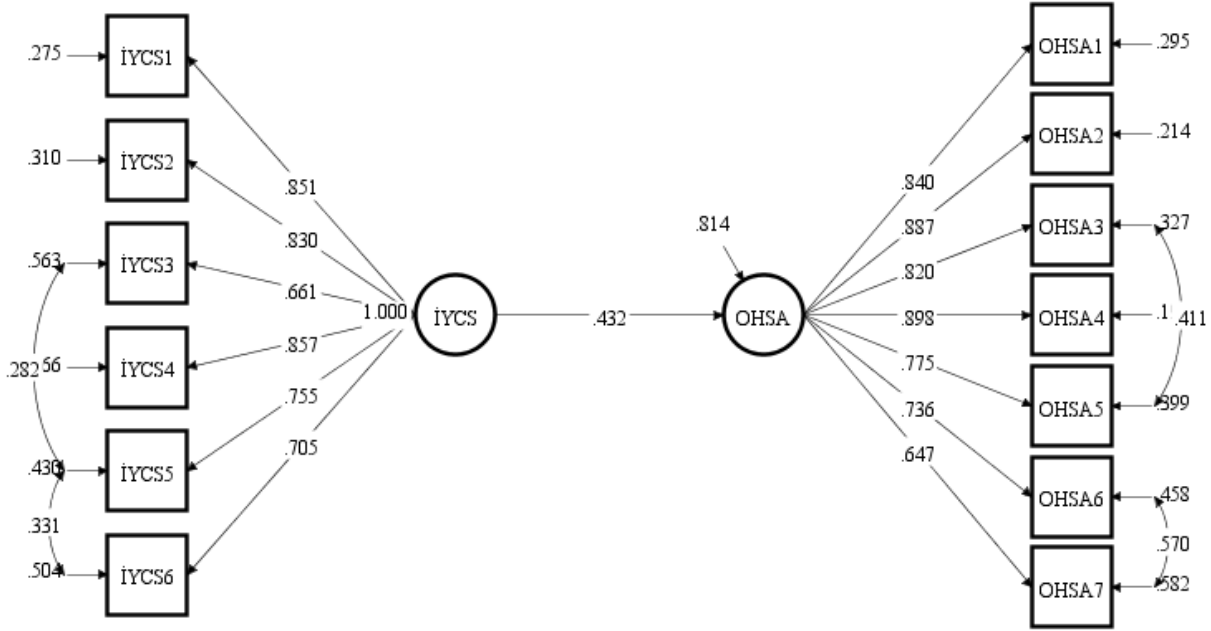 .275
İYCS1
.310
İYCS2
.563
İYCS3
İYCS4
.282
.430
İYCS5
.331
.504
İYCS6
.851
.830
.661
.857
.755
.705
1.000
İYCS
.432
.814
OHSA
.840
.887
.820
.898
.775
.736
.647
OHSA1
.295
OHSA2
.214
OHSA3
.327
OHSA4
.411
OHSA5
.399
OHSA6
.458
.570
OHSA7
.582